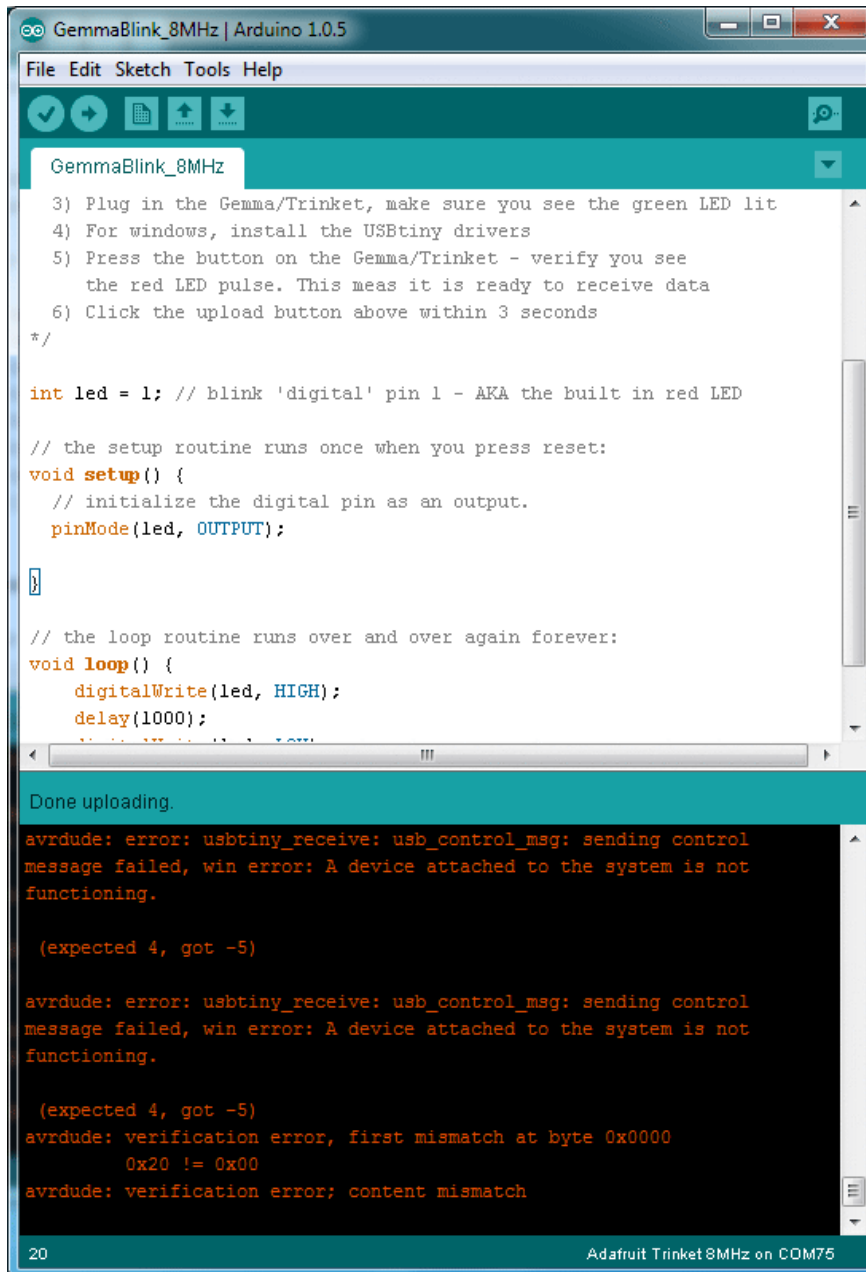 GemmaBlink_8MHz | Arduino 1.0.5
File Edit Sketch Tools Help
GemmaBlink_8MHz
3) Plug in the Gemma/Trinket, make sure you see the green LED lit
4) For windows, install the USBtiny drivers
5) Press the button on the Gemma/Trinket - verify you see
the red LED pulse. This meas it is ready to receive data
6) Click the upload button above within 3 seconds
*/
int led = 1; // blink 'digital' pin 1 - AKA the built in red LED
// the setup routine runs once when you press reset:
void setup() {
// initialize the digital pin as an output.
pinMode(led, OUTPUT);
}
// the loop routine runs over and over again forever:
void loop() {
digitalWrite(led, HIGH);
delay(1000);
Done uploading.
avrdude: error: usbtiny_receive: usb_control_msg: sending control
message failed, win error: A device attached to the system is not
functioning.
(expected 4, got -5)
avrdude: error: usbtiny_receive: usb_control_msg: sending control
message failed, win error: A device attached to the system is not
functioning.
(expected 4, got -5)
avrdude: verification error, first mismatch at byte 0x0000
0x20 != 0x00
avrdude: verification error; content mismatch
20 Adafruit Trinket 8MHz on COM75